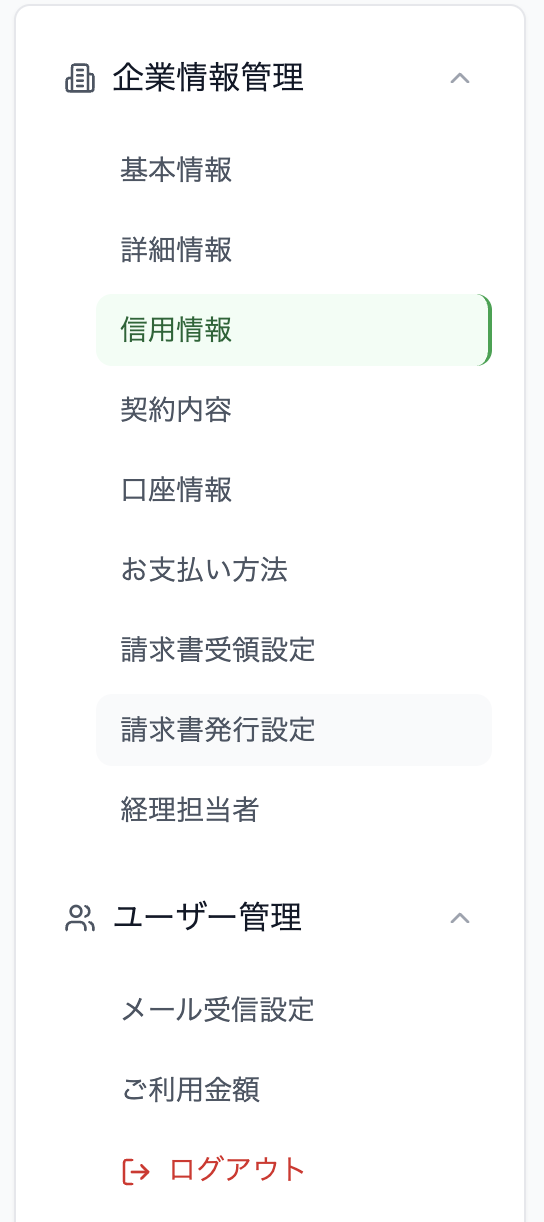 企業情報管理
基本情報
詳細情報
信用情報
契約内容
口座情報
お支払い方法
請求書受領設定
請求書発行設定
経理担当者
ユーザー管理
メール受信設定
ご利用金額
ログアウト